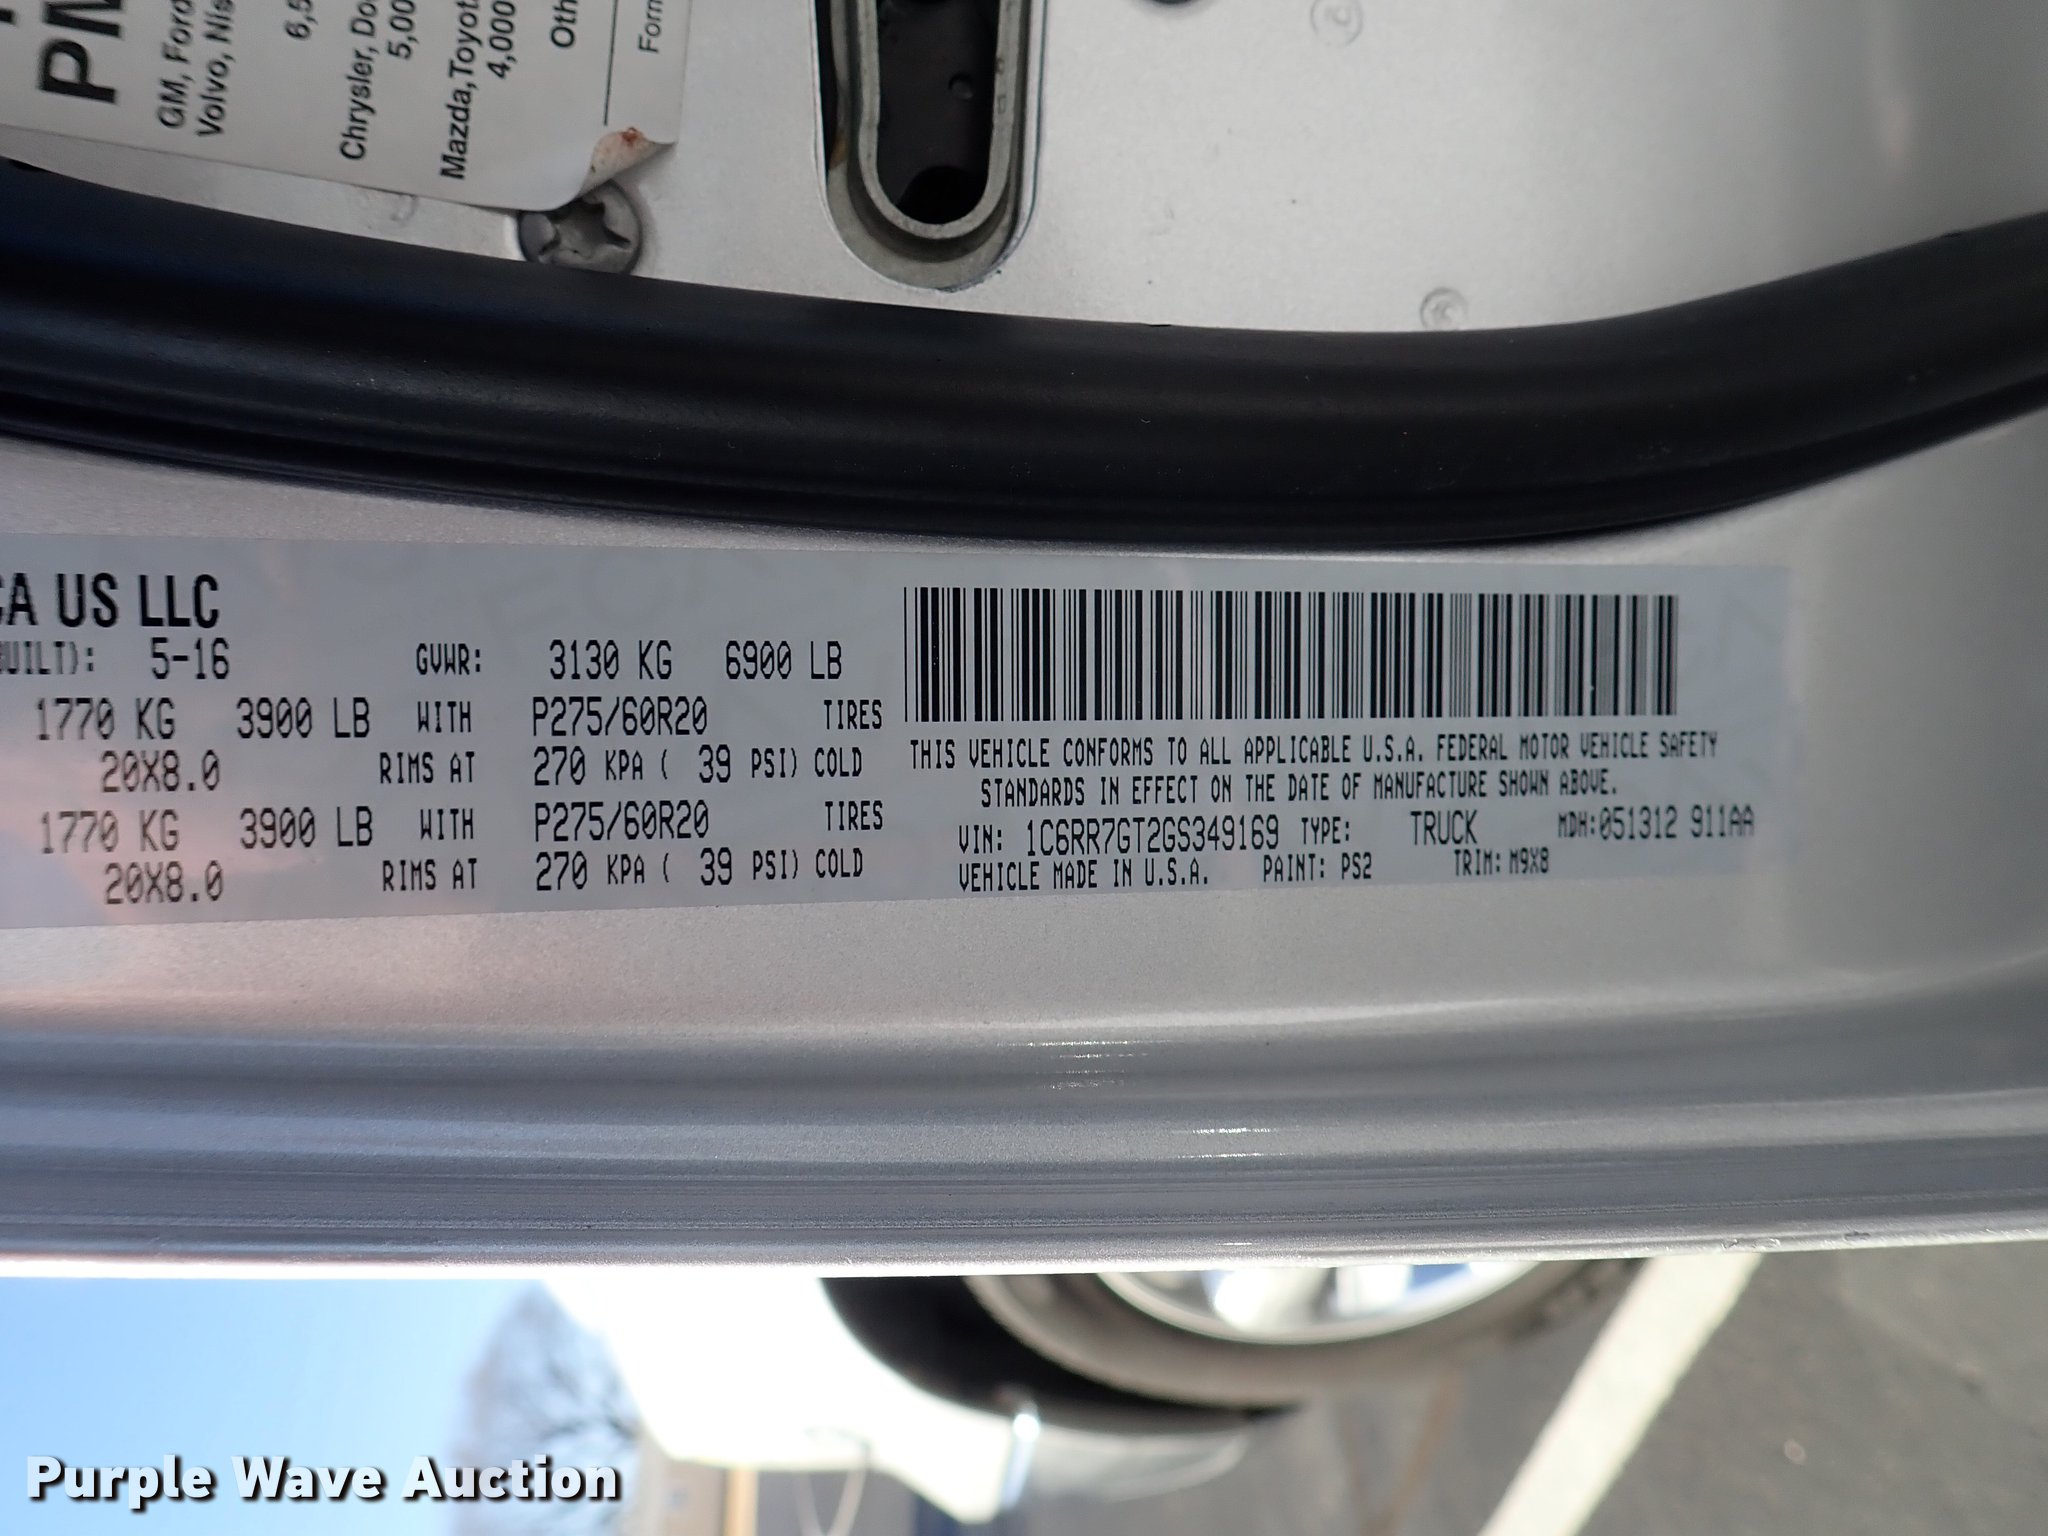 PM
GM, Ford
Volvo, Nis
6,5
Chrysler, Do
5,00
Mazda, Toyot
4,000
Oth
Form
CA US LLC
BUILT): 5-16 GVWR: 3130 KG 6900 LB
1770 KG 3900 LB WITH P275/60R20 TIRES
20X8.0 RIMS AT 270 KPA ( 39 PSI) COLD
1770 KG 3900 LB WITH P275/60R20 TIRES
20X8.0 RIMS AT 270 KPA ( 39 PSI) COLD
THIS VEHICLE CONFORMS TO ALL APPLICABLE U.S.A. FEDERAL MOTOR VEHICLE SAFETY
STANDARDS IN EFFECT ON THE DATE OF MANUFACTURE SHOWN ABOVE.
VIN: 1C6RR7GT2GS349169 TYPE: TRUCK MDH:051312 911AA
VEHICLE MADE IN U.S.A. PAINT: PS2 TRIM: M9X8
Purple Wave Auction